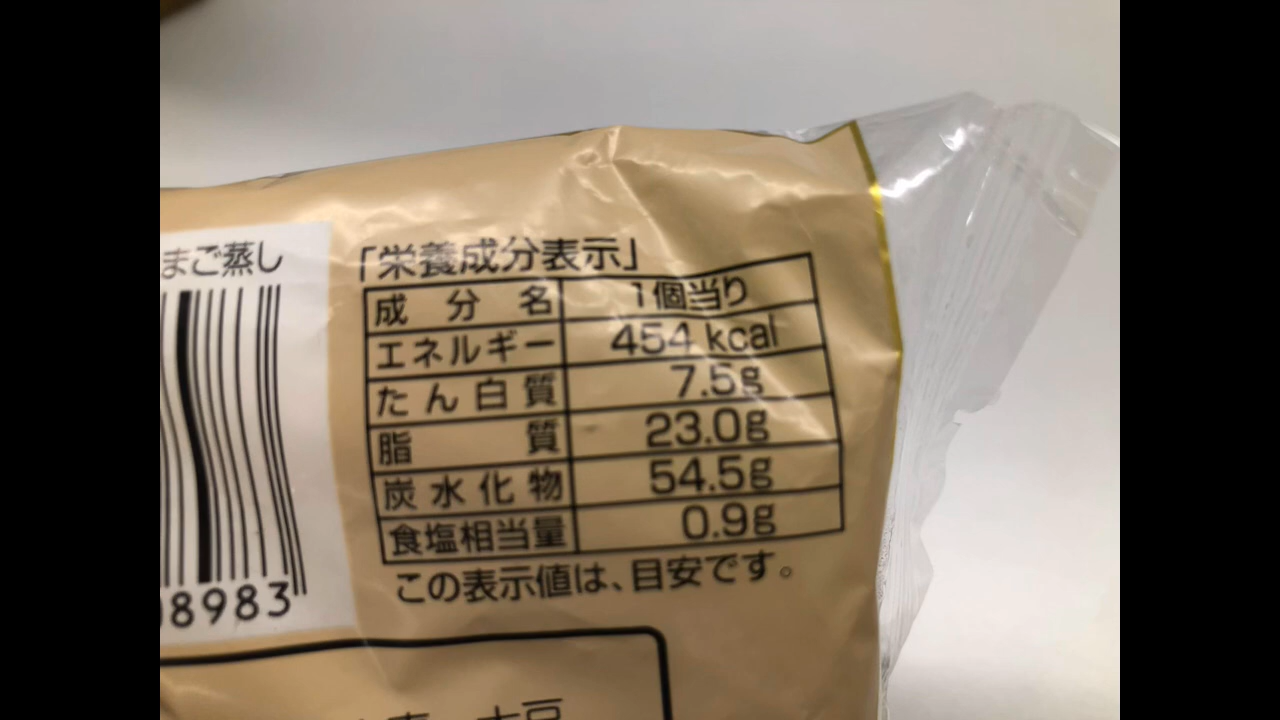 まご蒸し
「栄養成分表示」
成分名 1個当り
エネルギー 454 kcal
たん白質 7.5g
脂質 23.0g
炭水化物 54.5g
食塩相当量 0.9g
この表示値は、目安です。
8983
大豆